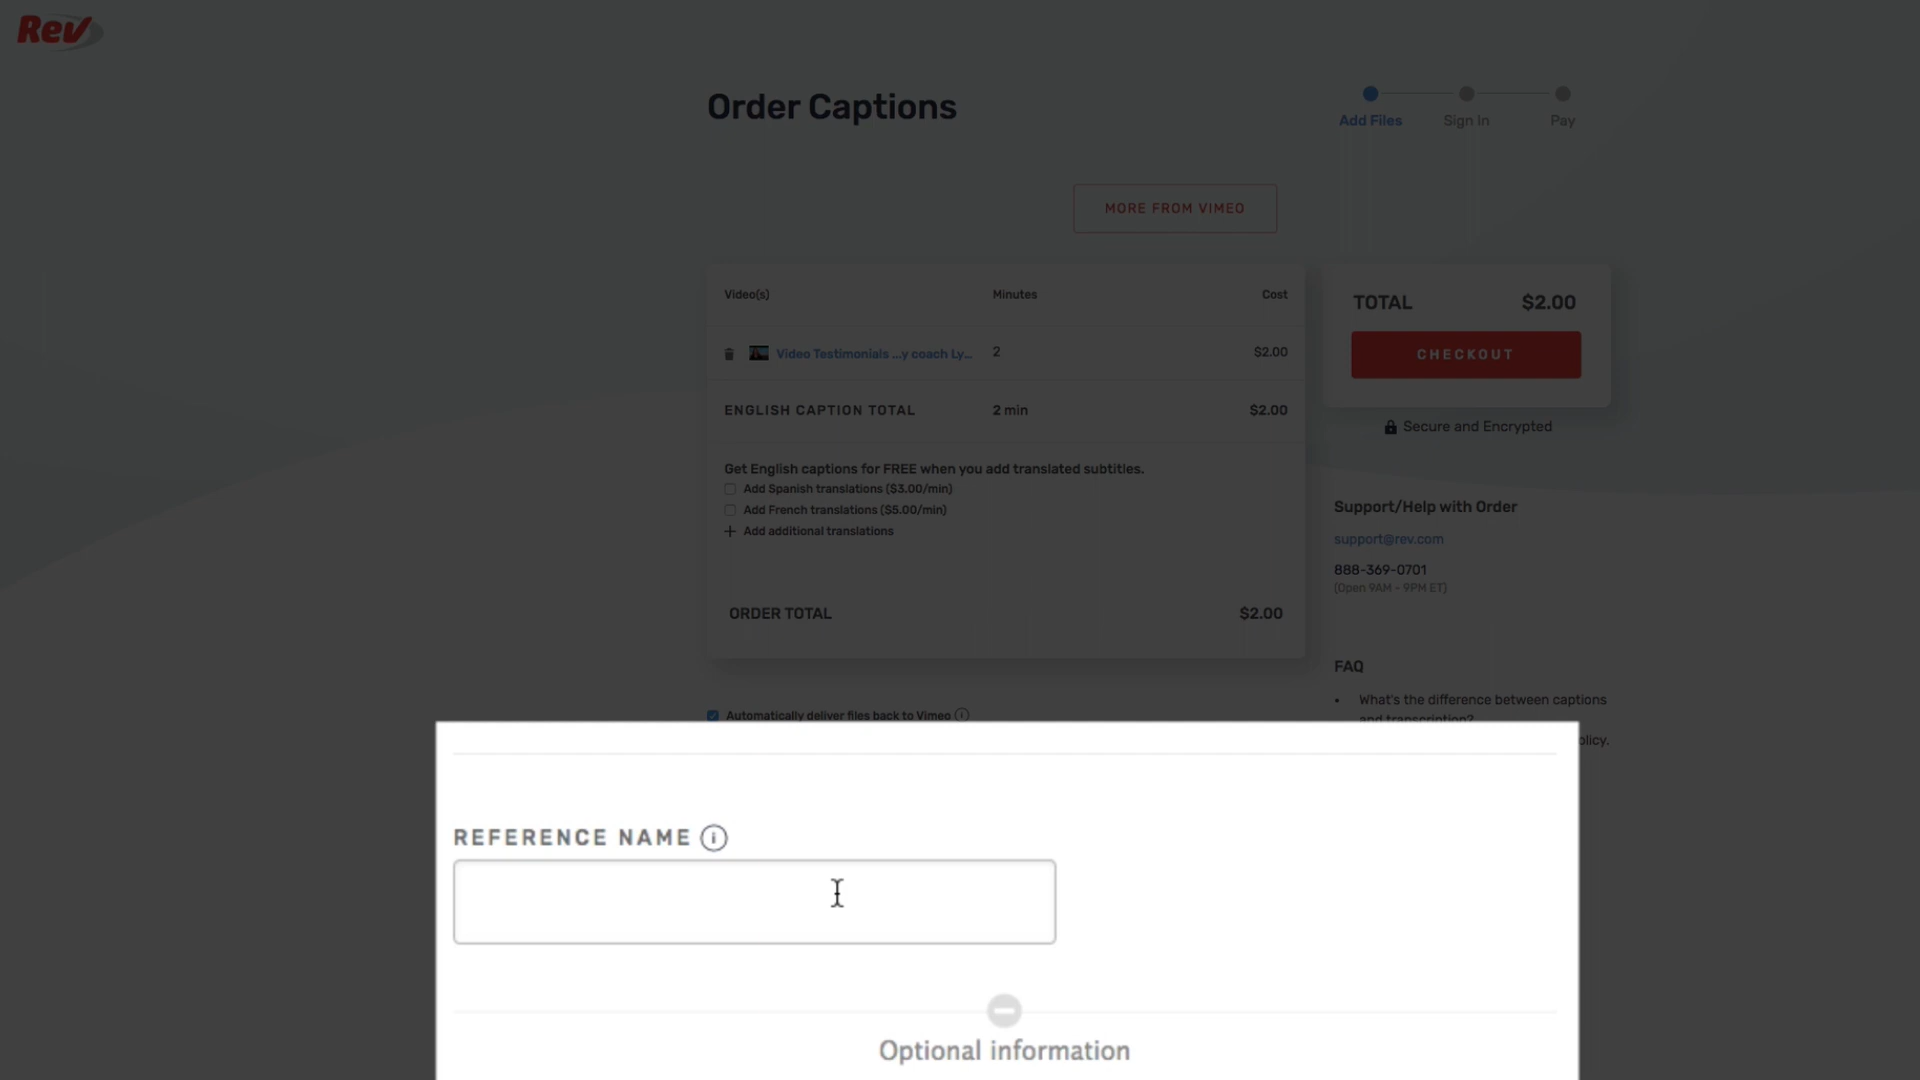 Rev
Order Captions
Add Files
Sign In
Pay
MORE FROM VIMEO
Video(s) Minutes Cost
Video Testimonials ...y coach Ly... 2 $2.00
ENGLISH CAPTION TOTAL 2 min $2.00
Get English captions for FREE when you add translated subtitles.
Add Spanish translations ($3.00/min)
Add French translations ($5.00/min)
Add additional translations
ORDER TOTAL $2.00
TOTAL $2.00
CHECKOUT
Secure and Encrypted
Support/Help with Order
support@rev.com
888-369-0701
(Open 9AM - 9PM ET)
FAQ
• What's the difference between captions
and transcription?
olicy.
Automatically deliver files back to Vimeo
REFERENCE NAME
Optional information